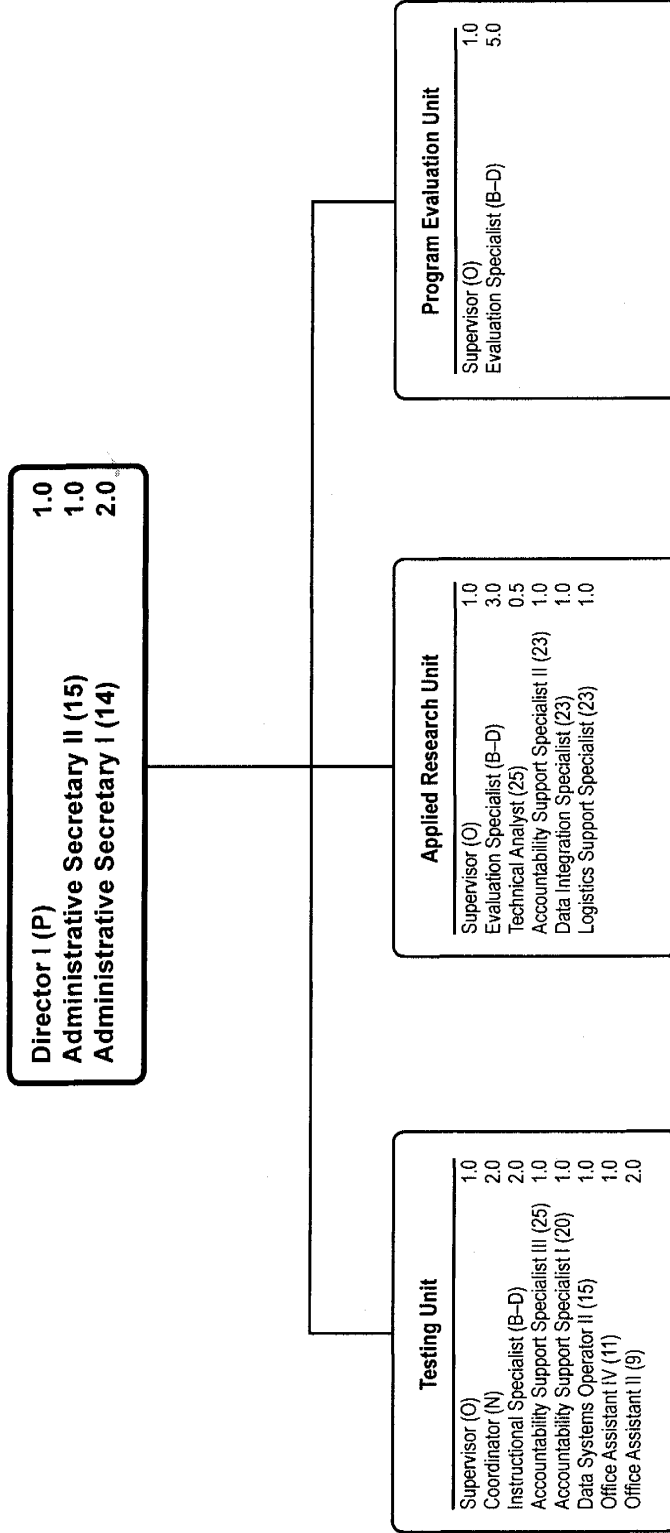 Director I (P) 1.0
Administrative Secretary II (15) 1.0
Administrative Secretary I (14) 2.0
Testing Unit
Supervisor (O) 1.0
Coordinator (N) 2.0
Instructional Specialist (B–D) 2.0
Accountability Support Specialist III (25) 1.0
Accountability Support Specialist I (20) 1.0
Data Systems Operator II (15) 1.0
Office Assistant IV (11) 1.0
Office Assistant II (9) 2.0
Applied Research Unit
Supervisor (O) 1.0
Evaluation Specialist (B–D) 3.0
Technical Analyst (25) 0.5
Accountability Support Specialist II (23) 1.0
Data Integration Specialist (23) 1.0
Logistics Support Specialist (23) 1.0
Program Evaluation Unit
Supervisor (O) 1.0
Evaluation Specialist (B–D) 5.0